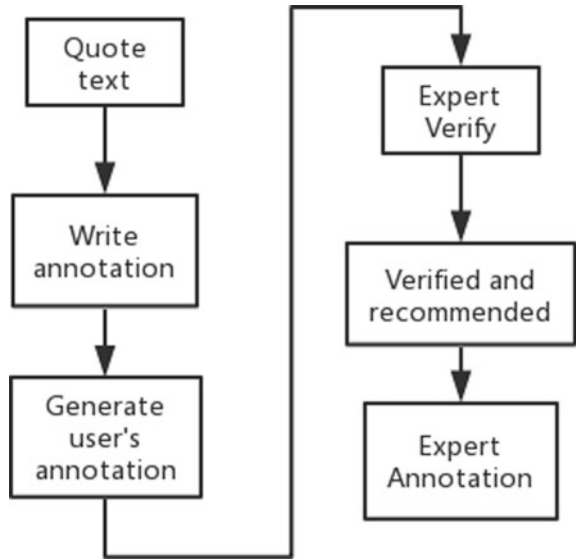 Quote
text
Write
annotation
Generate
user's
annotation
Expert
Verify
Verified and
recommended
Expert
Annotation